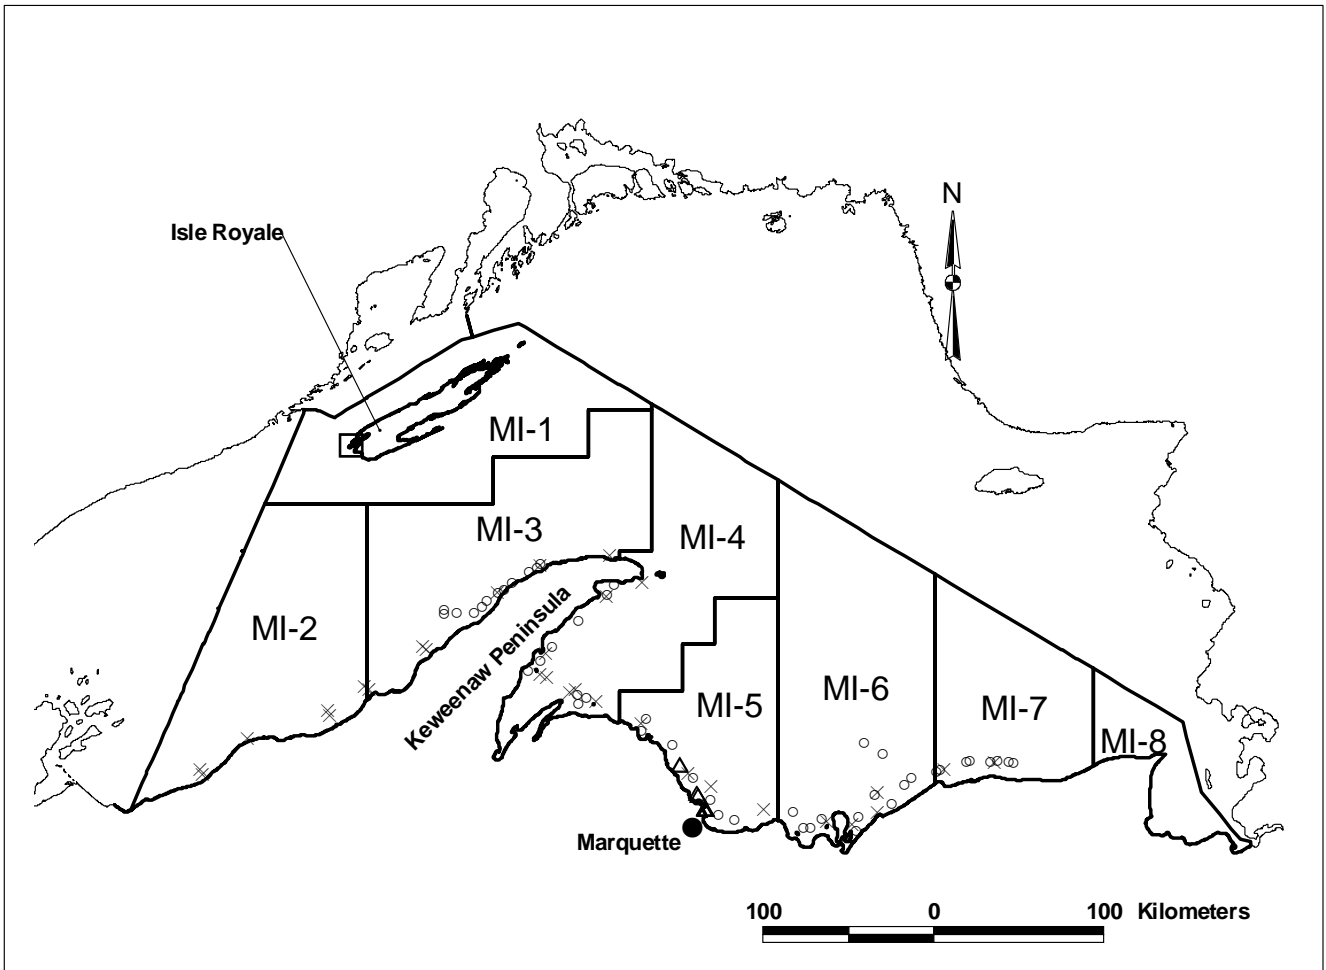 N
Isle Royale
MI-1
MI-3
MI-4
MI-2
Keweenaw Peninsula
MI-6
MI-5
MI-7
MI-8
Marquette
100 0 100 Kilometers